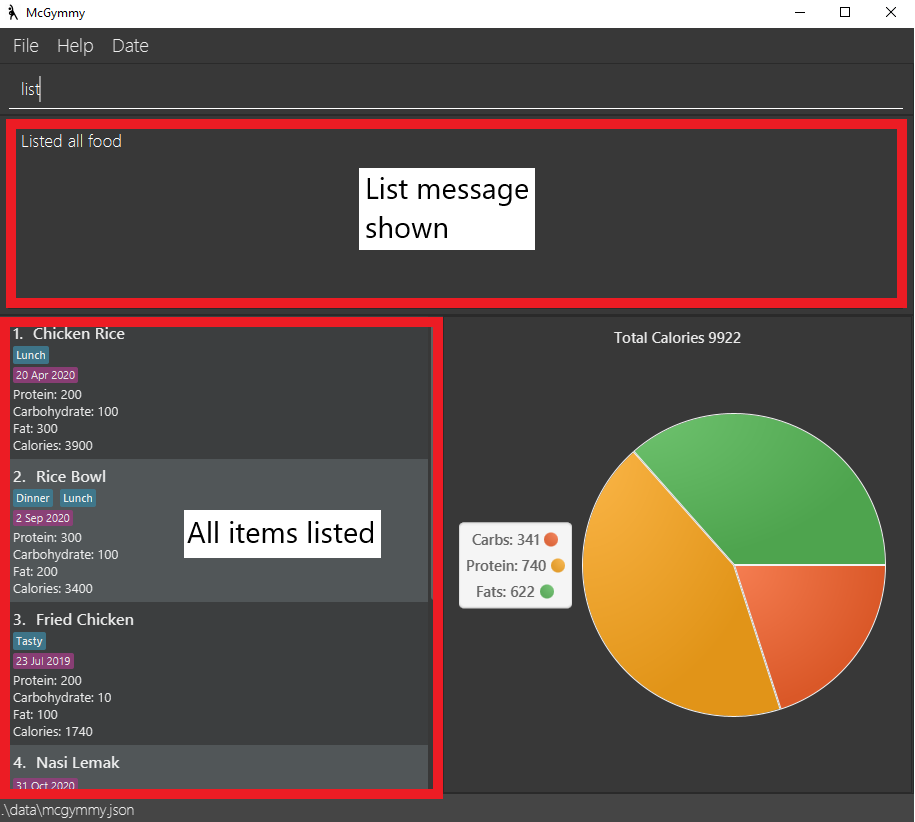 McGymmy
File Help Date
list
Listed all food
List message
shown
1. Chicken Rice
Lunch
20 Apr 2020
Protein: 200
Carbohydrate: 100
Fat: 300
Calories: 3900
2. Rice Bowl
Dinner Lunch
2 Sep 2020
Protein: 300
Carbohydrate: 100
Fat: 200
Calories: 3400
All items listed
3. Fried Chicken
Tasty
23 Jul 2019
Protein: 200
Carbohydrate: 10
Fat: 100
Calories: 1740
4. Nasi Lemak
31 Oct 2020
Total Calories 9922
Carbs: 341
Protein: 740
Fats: 622
.\data\mcgymmy.json